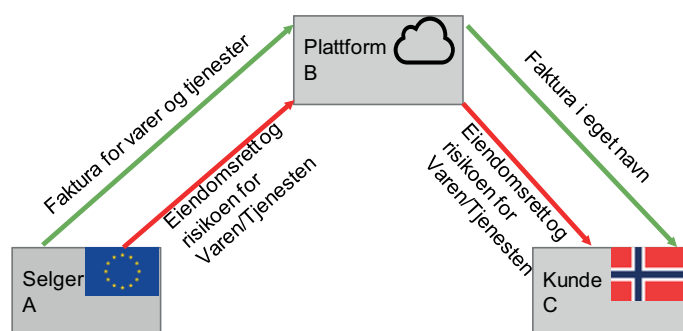 Plattform
B
Faktura for varer og tjenester
Eiendomsrett og
risikoen for
Varen/Tjenesten
Faktura i eget navn
Eiendomsrett og
risikoen for
Varen/Tjenesten
Selger
A
Kunde
C